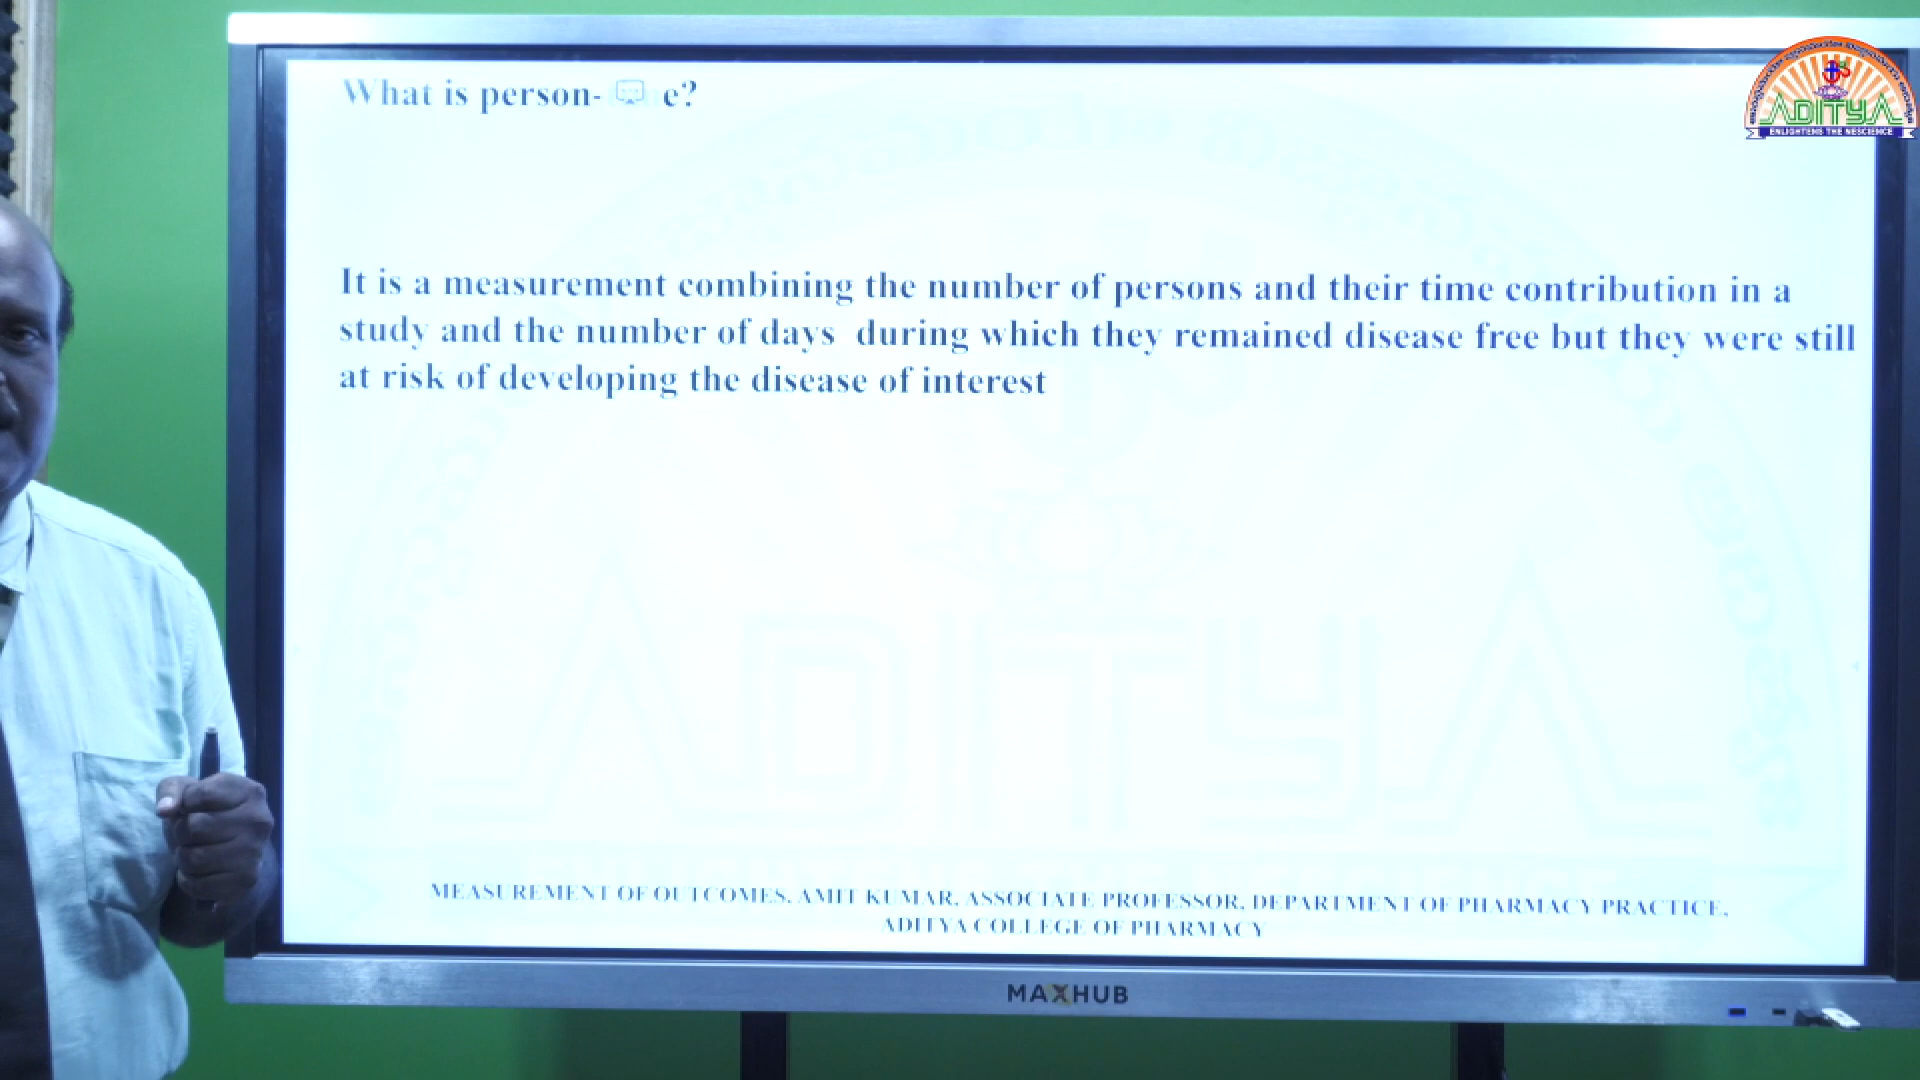 What is person- e?
ADITYA
ENLIGHTENS THE NESCIENCE
It is a measurement combining the number of persons and their time contribution in a
study and the number of days during which they remained disease free but they were still
at risk of developing the disease of interest
ADITYA
MEASUREMENT OF OUTCOMES, AMIT KUMAR, ASSOCIATE PROFESSOR, DEPARTMENT OF PHARMACY PRACTICE,
ADITYA COLLEGE OF PHARMACY
MAXHUB